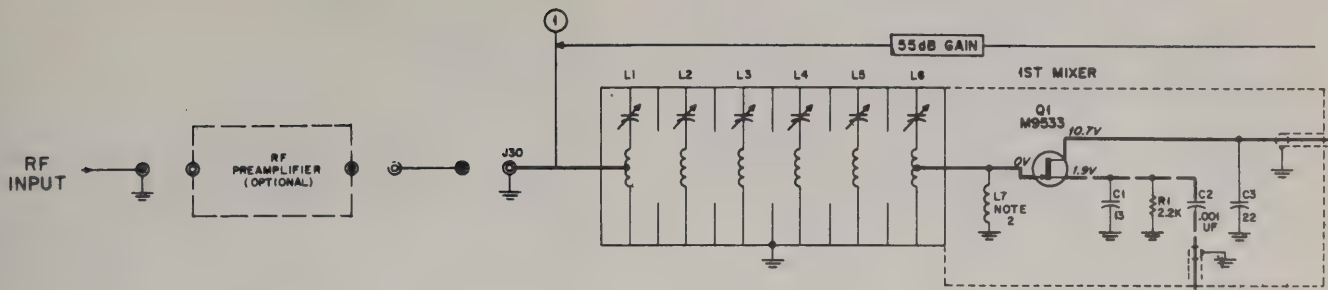 1
55dB GAIN
L1 L2 L3 L4 L5 L6
1ST MIXER
Q1
M9533
10.7V
RF
INPUT
RF
PREAMPLIFIER
(OPTIONAL)
J30
0V
1.9V
L7
NOTE
2
C1
13
R1
2.2K
C2
.001
UF
C3
22